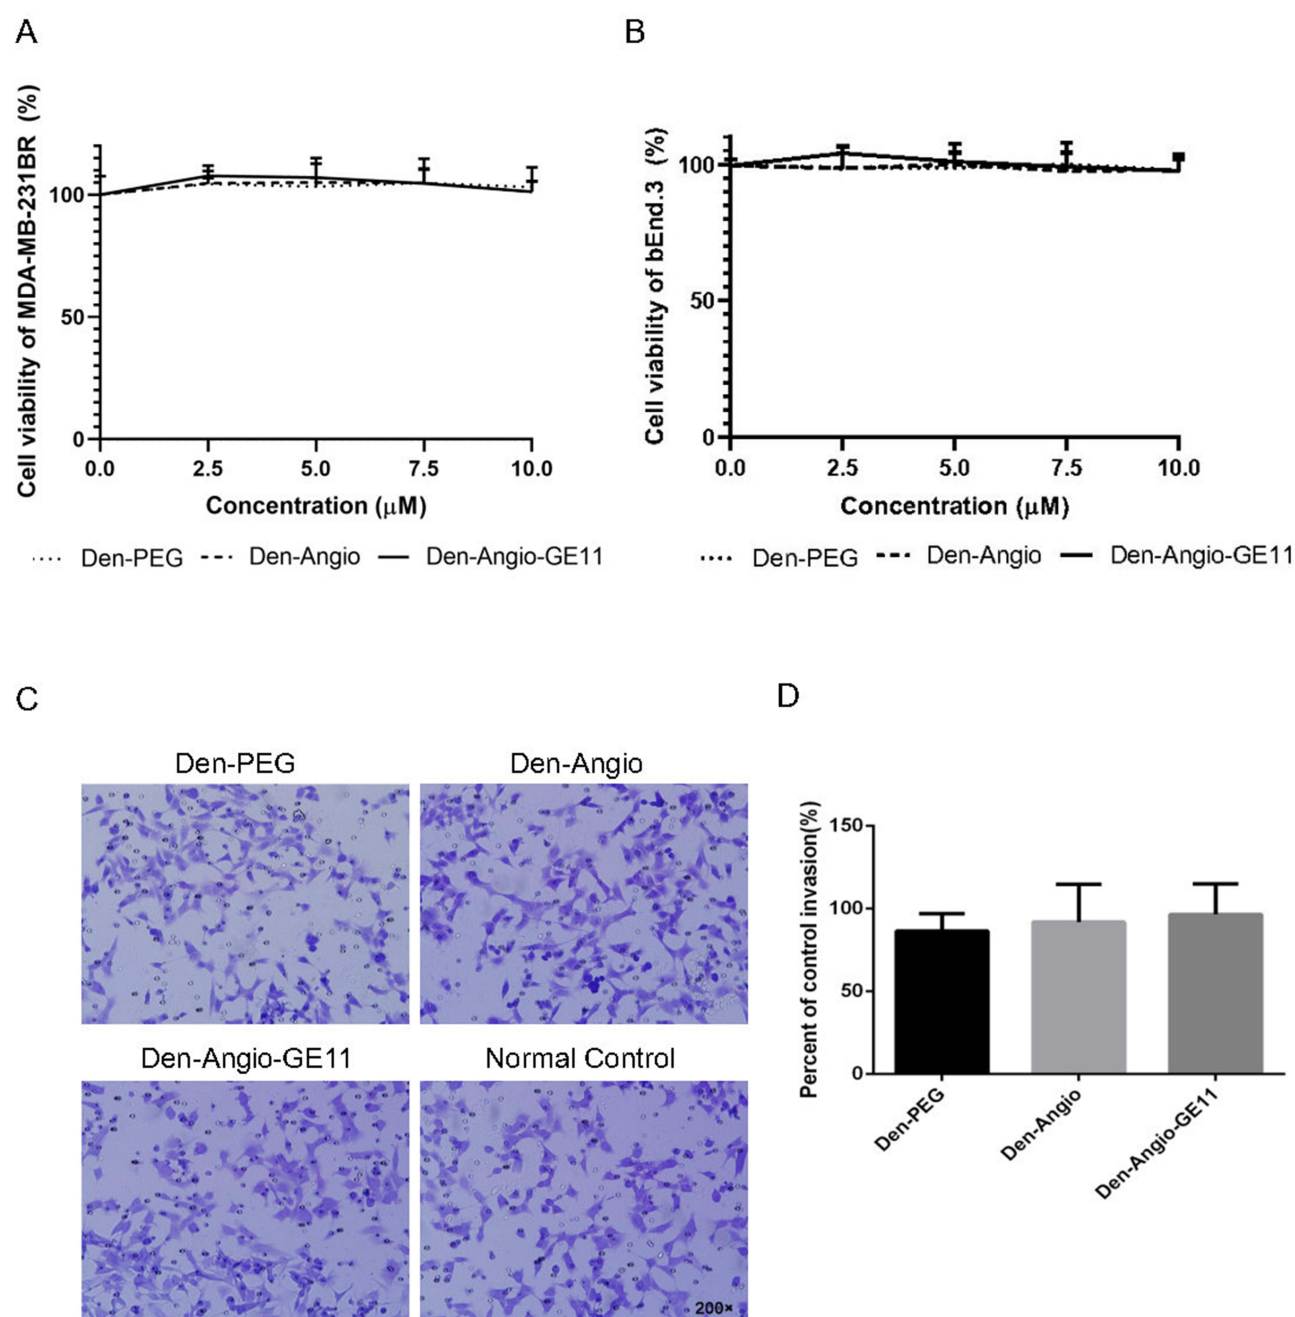 A
Cell viability of MDA-MB-231BR (%)
100
50
0
0.0 2.5 5.0 7.5 10.0
Concentration (μM)
Den-PEG Den-Angio Den-Angio-GE11
B
Cell viability of bEnd.3 (%)
100
50
0
0.0 2.5 5.0 7.5 10.0
Concentration (μM)
Den-PEG Den-Angio Den-Angio-GE11
C
Den-PEG Den-Angio
Den-Angio-GE11 Normal Control
200×
D
Percent of control invasion(%)
150
100
50
0
Den-PEG
Den-Angio
Den-Angio-GE11